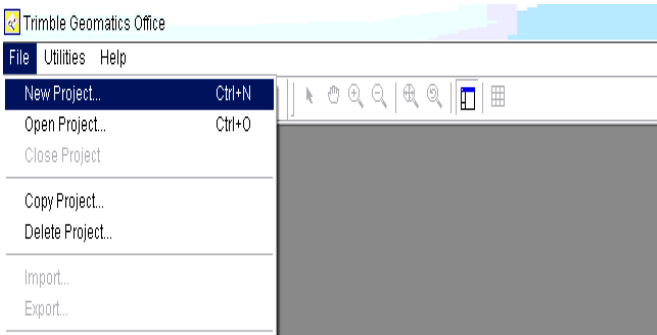 Trimble Geomatics Office
File Utilities Help
New Project... Ctrl+N
Open Project... Ctrl+O
Close Project
Copy Project...
Delete Project...
Import...
Export...